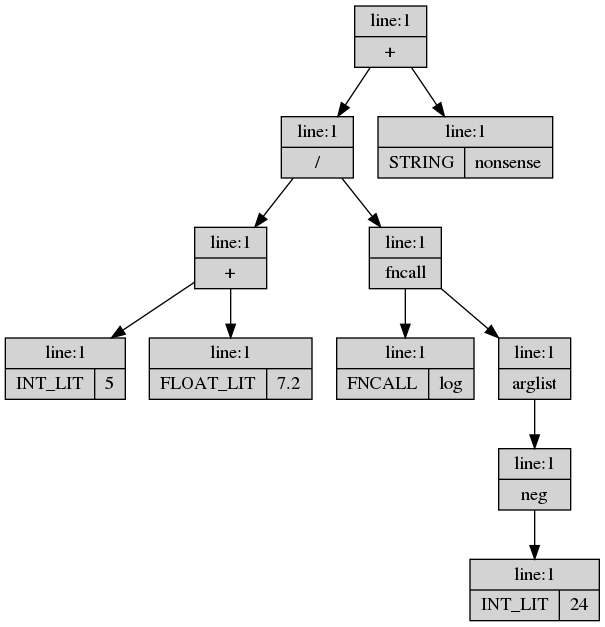 line:1
+
line:1
line:1
/
STRING nonsense
line:1
line:1
+
fncall
line:1
line:1
line:1
line:1
INT_LIT 5
FLOAT_LIT 7.2
FNCALL log
arglist
line:1
neg
line:1
INT_LIT 24